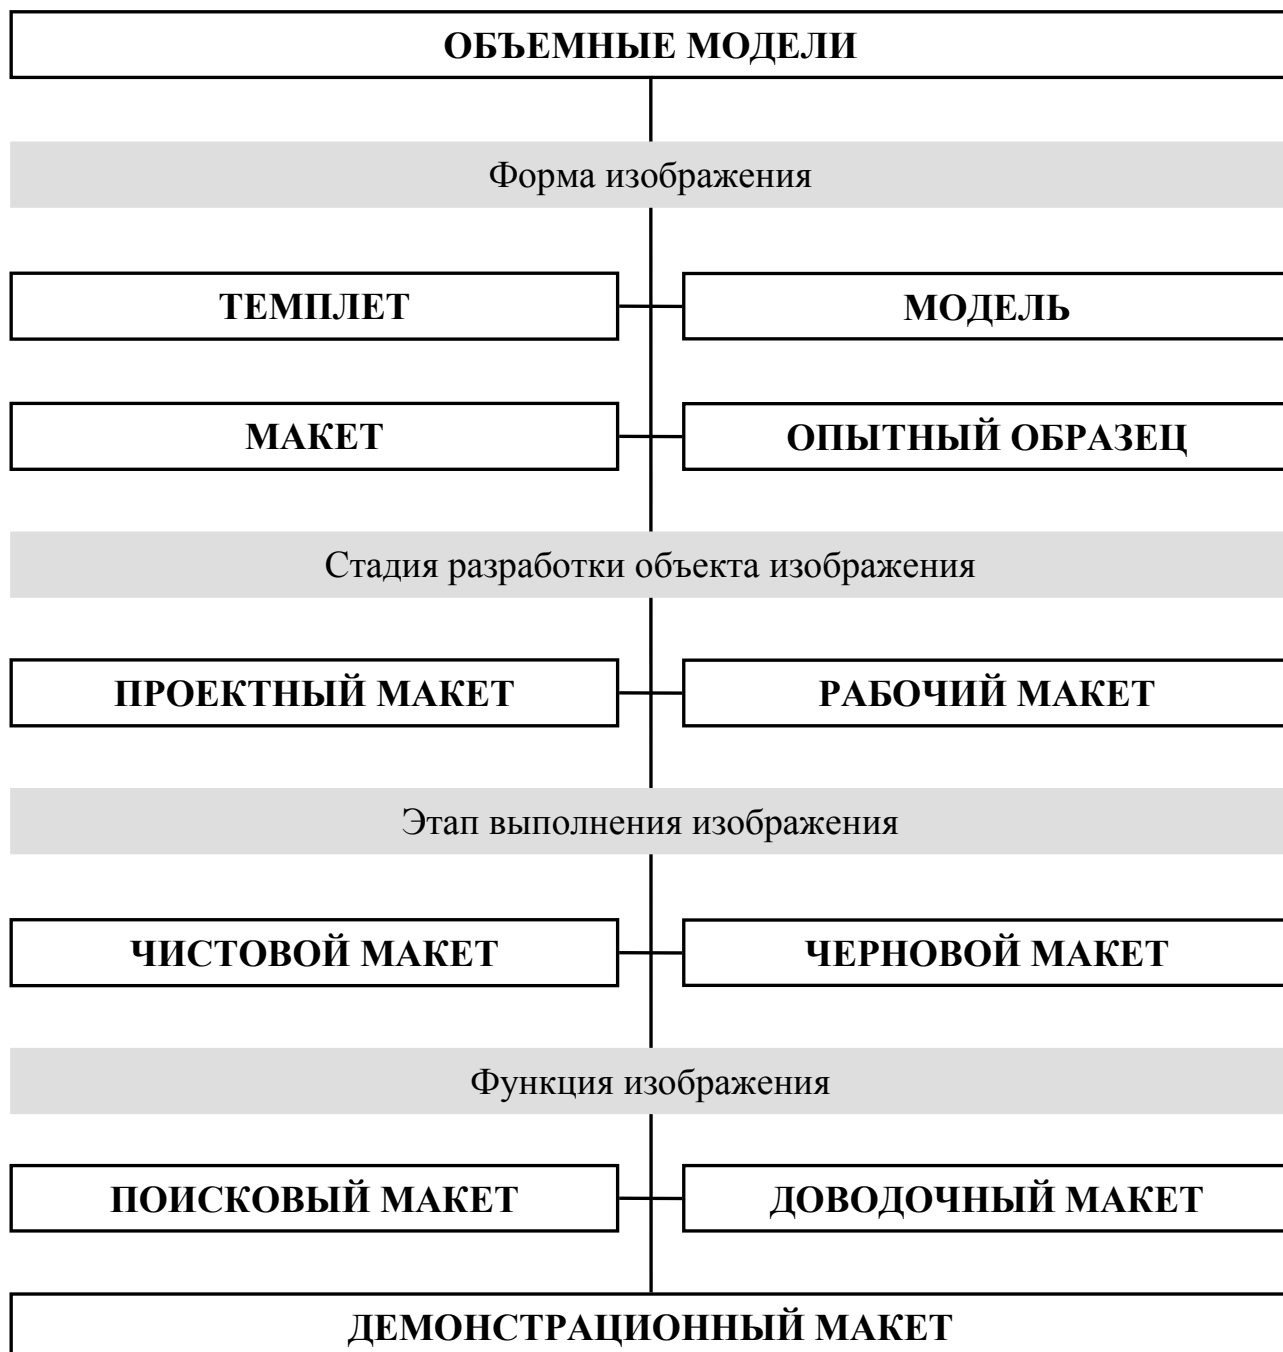 ОБЪЕМНЫЕ МОДЕЛИ
Форма изображения
ТЕМПЛЕТ
МОДЕЛЬ
МАКЕТ
ОПЫТНЫЙ ОБРАЗЕЦ
Стадия разработки объекта изображения
ПРОЕКТНЫЙ МАКЕТ
РАБОЧИЙ МАКЕТ
Этап выполнения изображения
ЧИСТОВОЙ МАКЕТ
ЧЕРНОВОЙ МАКЕТ
Функция изображения
ПОИСКОВЫЙ МАКЕТ
ДОВОДОЧНЫЙ МАКЕТ
ДЕМОНСТРАЦИОННЫЙ МАКЕТ